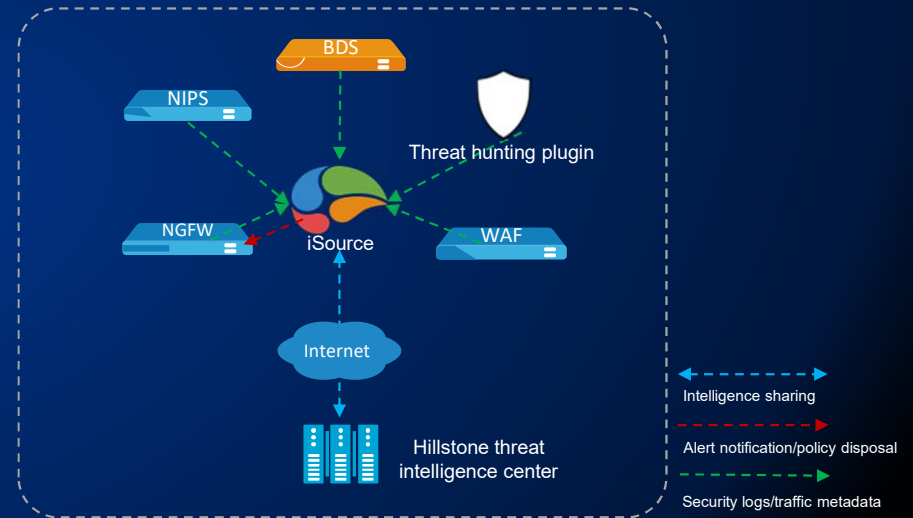 BDS
NIPS
Threat hunting plugin
NGFW
iSource
WAF
Internet
Hillstone threat
intelligence center
Intelligence sharing
Alert notification/policy disposal
Security logs/traffic metadata